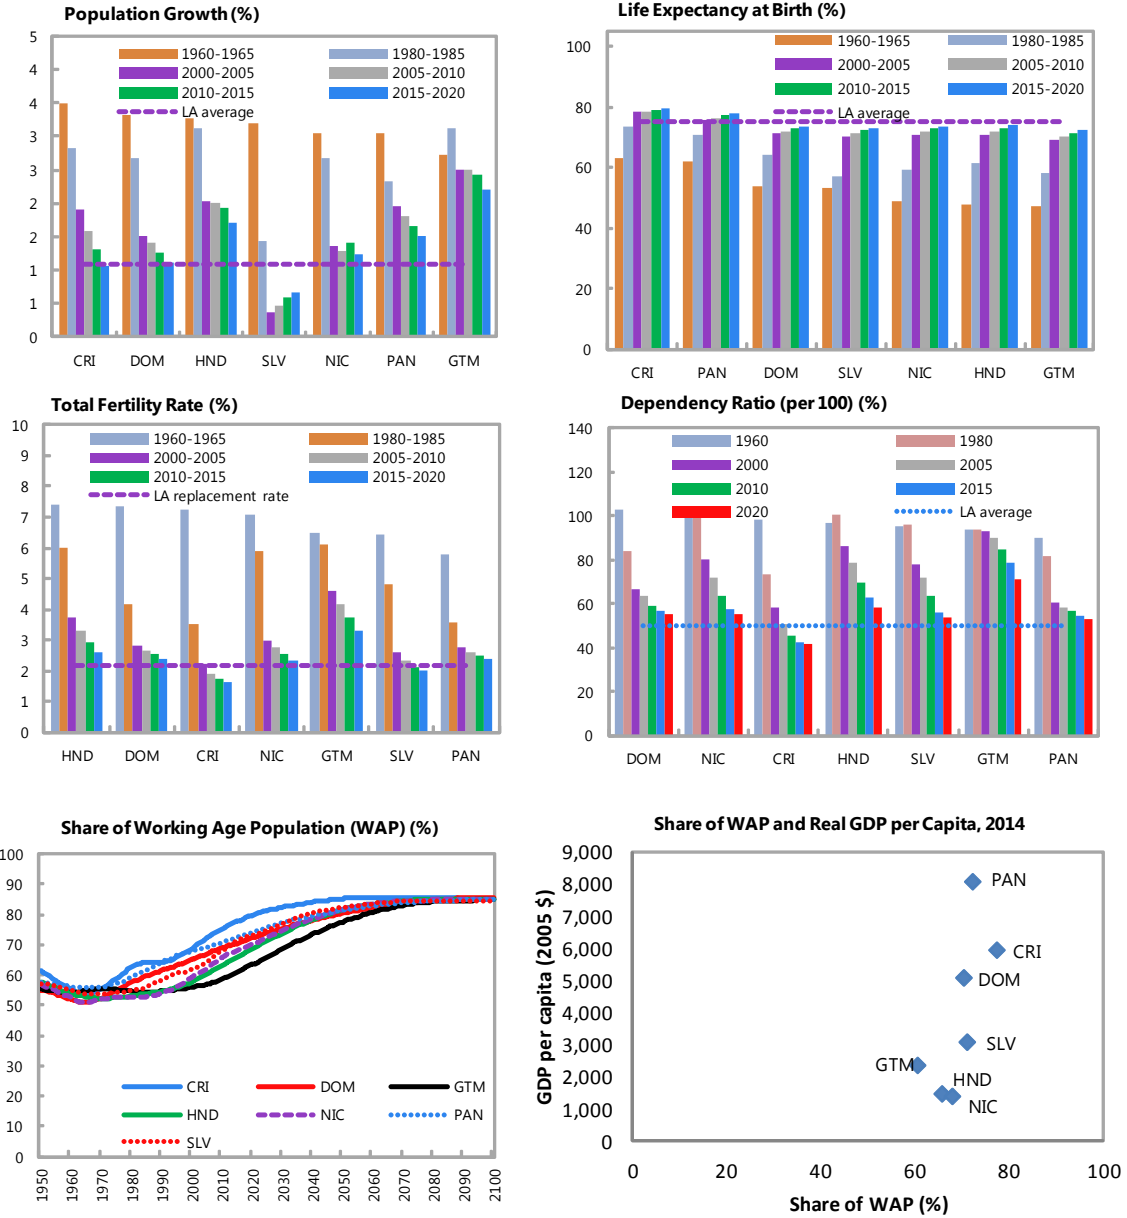 Population Growth (%)
5
4
4
3
3
2
2
1
1
0
1960-1965
1980-1985
2000-2005
2005-2010
2010-2015
2015-2020
LA average
CRI DOM HND SLV NIC PAN GTM
Life Expectancy at Birth (%)
100
80
60
40
20
0
1960-1965
1980-1985
2000-2005
2005-2010
2010-2015
2015-2020
LA average
CRI PAN DOM SLV NIC HND GTM
Total Fertility Rate (%)
10
9
8
7
6
5
4
3
2
1
0
1960-1965
1980-1985
2000-2005
2005-2010
2010-2015
2015-2020
LA replacement rate
HND DOM CRI NIC GTM SLV PAN
Dependency Ratio (per 100) (%)
140
120
100
80
60
40
20
0
1960
1980
2000
2005
2010
2015
2020
LA average
DOM NIC CRI HND SLV GTM PAN
Share of Working Age Population (WAP) (%)
100
90
80
70
60
50
40
30
20
10
0
CRI
DOM
GTM
HND
NIC
PAN
SLV
1950 1960 1970 1980 1990 2000 2010 2020 2030 2040 2050 2060 2070 2080 2090 2100
Share of WAP and Real GDP per Capita, 2014
GDP per capita (2005 $)
9,000
8,000
7,000
6,000
5,000
4,000
3,000
2,000
1,000
0
PAN
CRI
DOM
SLV
GTM
HND
NIC
0 20 40 60 80 100
Share of WAP (%)